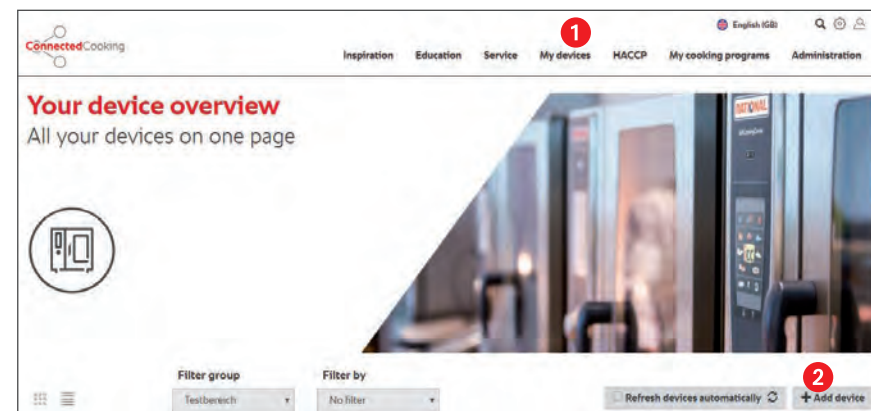 1
English (GB)
ConnectedCooking
Inspiration Education Service My devices HACCP My cooking programs Administration
Your device overview
All your devices on one page
RATIONAL
Filter group Filter by
2
Testbereich No filter Refresh devices automatically + Add device